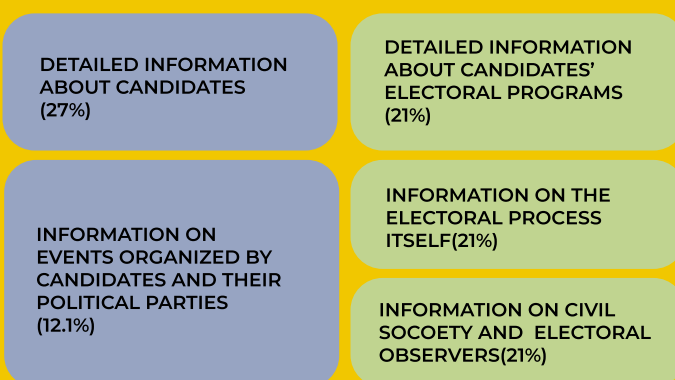 DETAILED INFORMATION
ABOUT CANDIDATES
(27%)
DETAILED INFORMATION
ABOUT CANDIDATES’
ELECTORAL PROGRAMS
(21%)
INFORMATION ON
EVENTS ORGANIZED BY
CANDIDATES AND THEIR
POLITICAL PARTIES
(12.1%)
INFORMATION ON THE
ELECTORAL PROCESS
ITSELF(21%)
INFORMATION ON CIVIL
SOCOETY AND  ELECTORAL
OBSERVERS(21%)